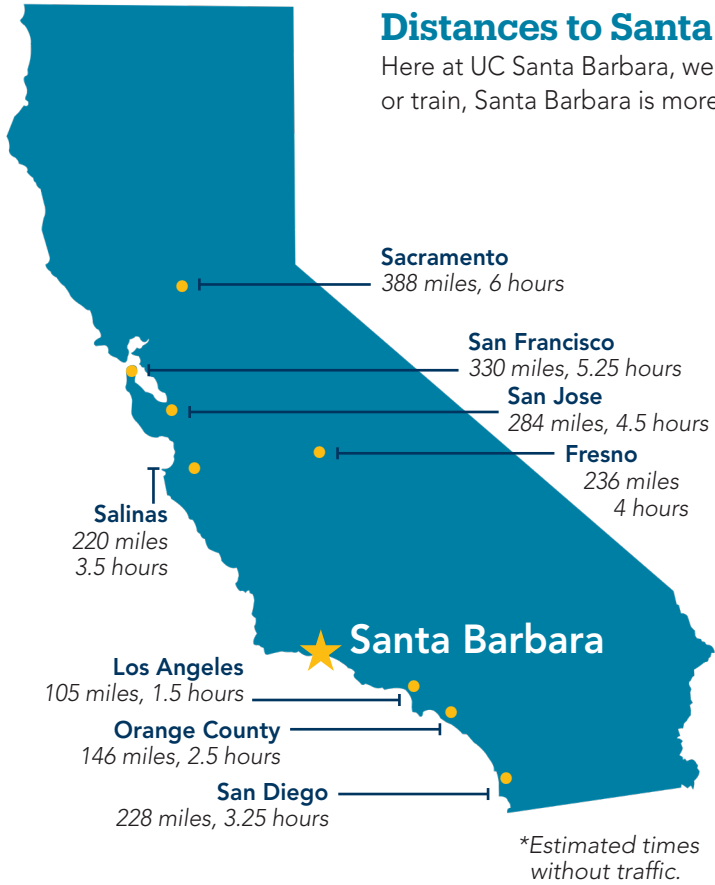 Distances to Santa
Here at UC Santa Barbara, we
or train, Santa Barbara is more
Sacramento
388 miles, 6 hours
San Francisco
330 miles, 5.25 hours
San Jose
284 miles, 4.5 hours
Fresno
236 miles
4 hours
Salinas
220 miles
3.5 hours
Santa Barbara
Los Angeles
105 miles, 1.5 hours
Orange County
146 miles, 2.5 hours
San Diego
228 miles, 3.25 hours
*Estimated times
without traffic.